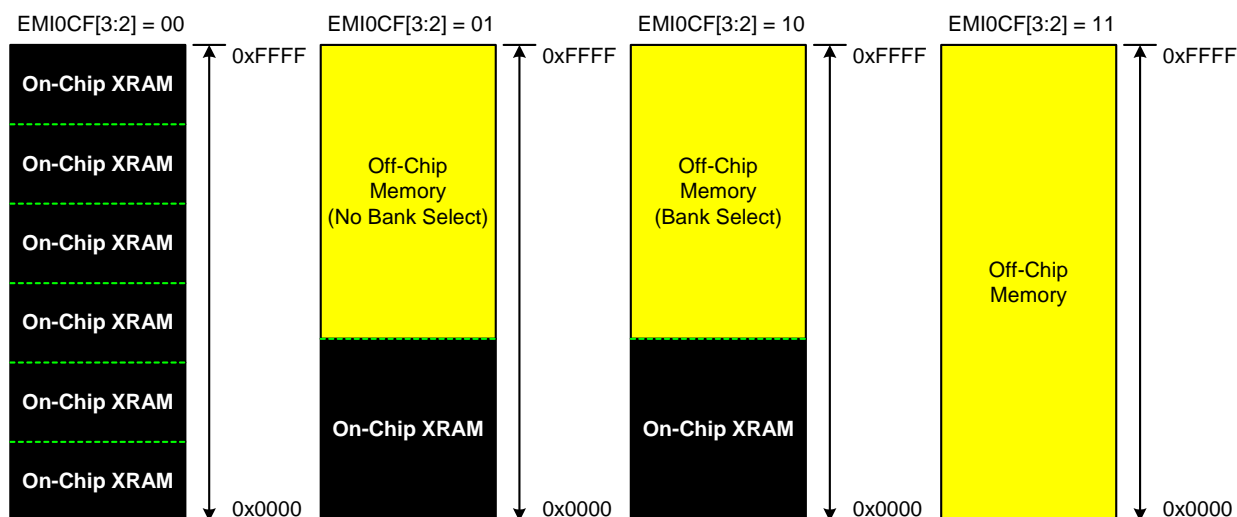 EMI0CF[3:2] = 00
On-Chip XRAM
On-Chip XRAM
On-Chip XRAM
On-Chip XRAM
On-Chip XRAM
On-Chip XRAM
0xFFFF
0x0000
EMI0CF[3:2] = 01
Off-Chip
Memory
(No Bank Select)
On-Chip XRAM
0xFFFF
0x0000
EMI0CF[3:2] = 10
Off-Chip
Memory
(Bank Select)
On-Chip XRAM
0xFFFF
0x0000
EMI0CF[3:2] = 11
Off-Chip
Memory
0xFFFF
0x0000